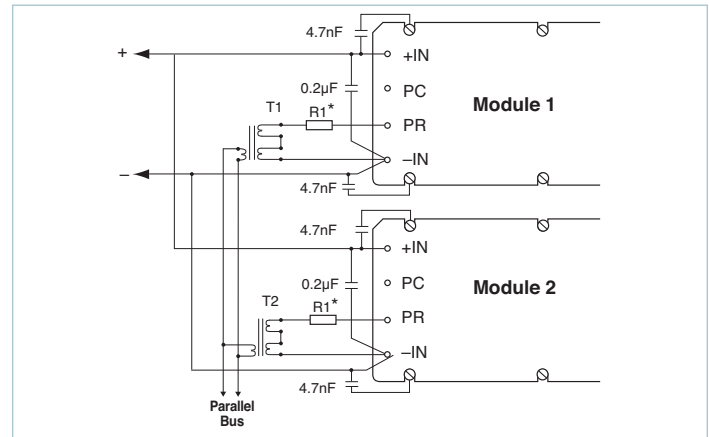 4.7nF
+
+IN
0.2µF
PC
Module 1
T1
R1*
PR
–IN
–
4.7nF
4.7nF
+IN
0.2µF
PC
Module 2
T2
R1*
PR
–IN
4.7nF
Parallel
Bus